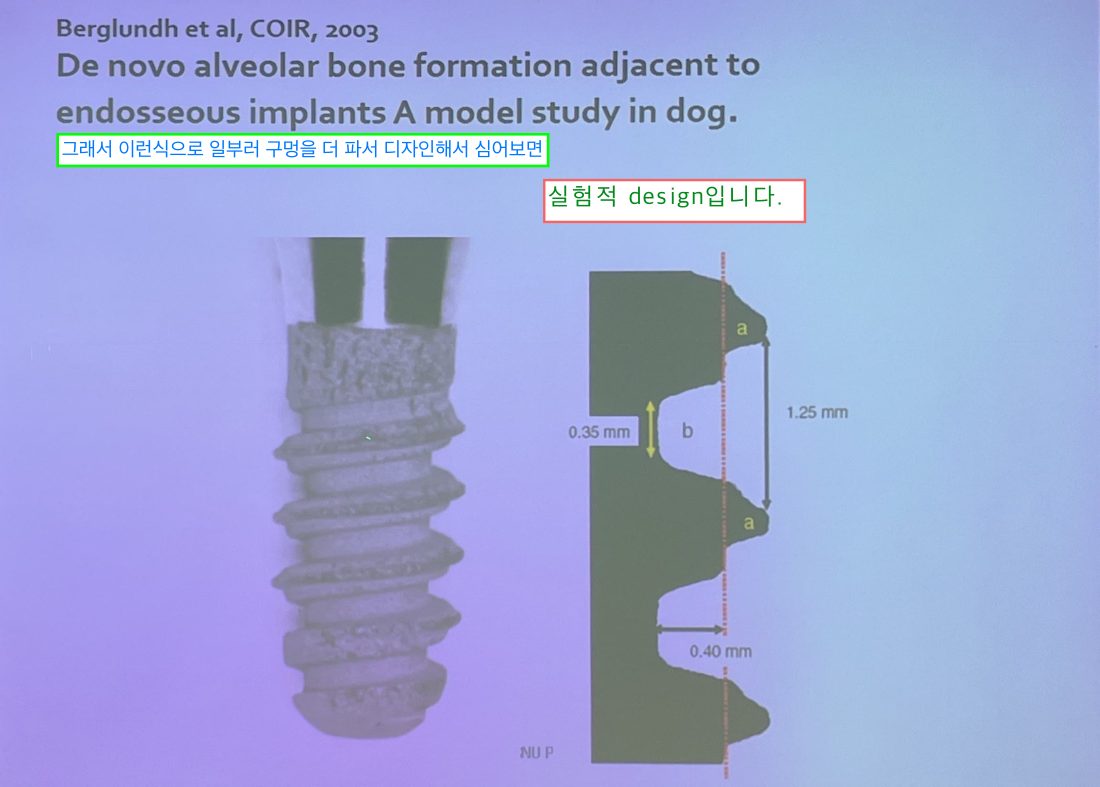 Berglundh et al, COIR, 2003
De novo alveolar bone formation adjacent to
endosseous implants A model study in dog.
그래서 이런식으로 일부러 구멍을 더 파서 디자인해서 심어보면
실험적 design입니다.
a
1.25 mm
0.35 mm
b
a
0.40 mm
NU P